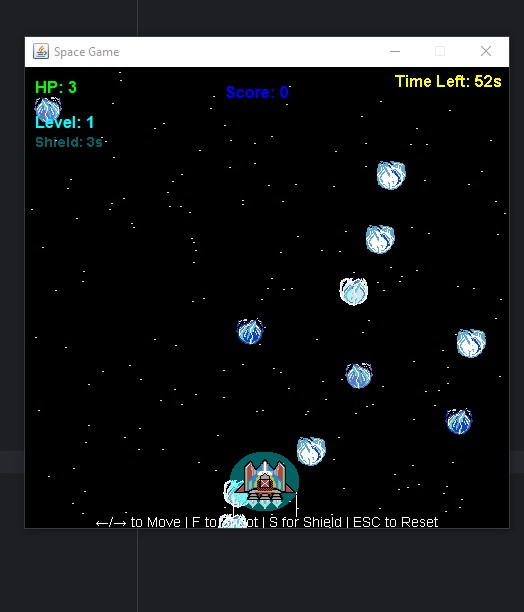 Space Game
HP: 3
Score: 0
Time Left: 52s
Level: 1
Shield: 3s
←/→ to Move | F to ot | S for Shield | ESC to Reset